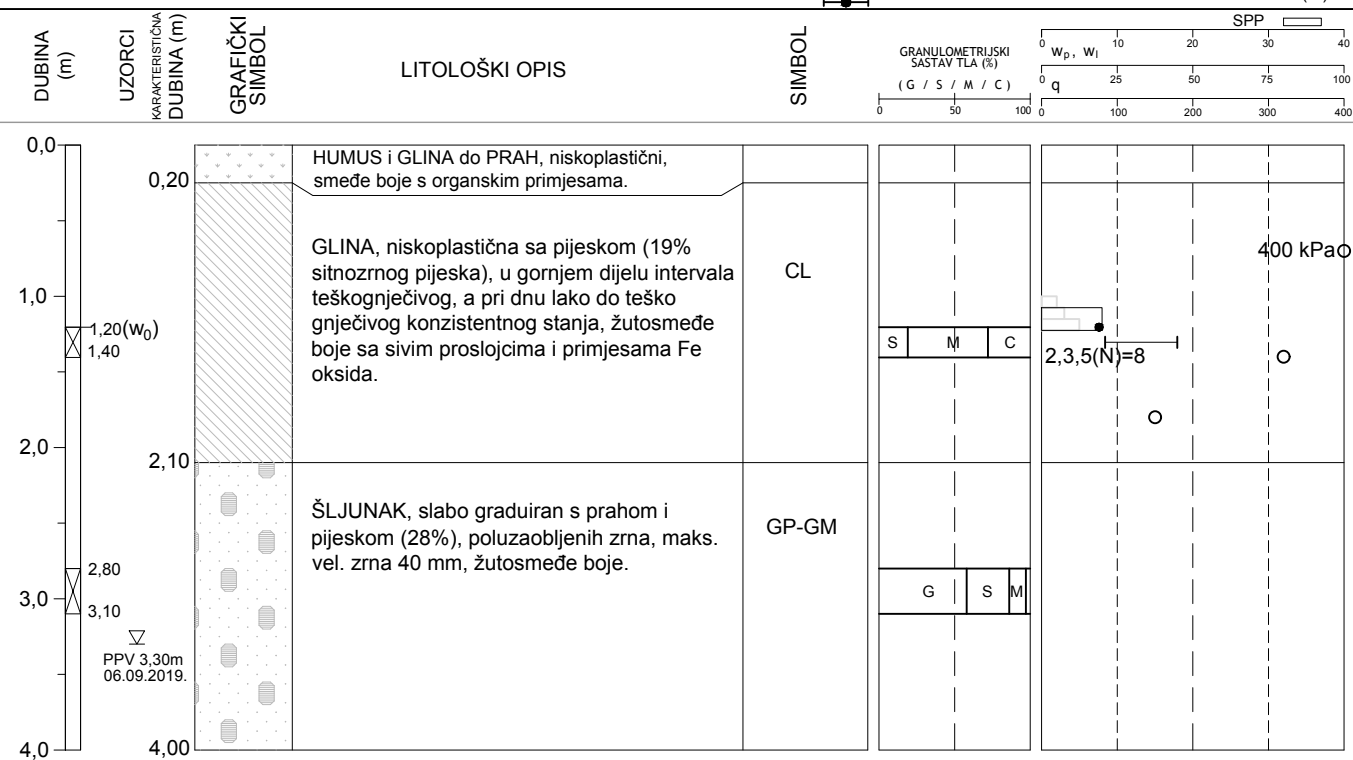 SPP
DUBINA
(m)
UZORCI
KARAKTERISTIČNA
DUBINA (m)
GRAFIČKI
SIMBOL
LITOLOŠKI OPIS
SIMBOL
GRANULOMETRIJSKI
SASTAV TLA (%)
( G / S / M / C )
0 50 100
0 10 20 30 40
wp, wl
0 25 50 75 100
q
0 100 200 300 400
0,0
HUMUS i GLINA do PRAH, niskoplastični,
smeđe boje s organskim primjesama.
0,20
GLINA, niskoplastična sa pijeskom (19%
sitnozrnog pijeska), u gornjem dijelu intervala
teškognječivog, a pri dnu lako do teško
gnječivog konzistentnog stanja, žutosmeđe
boje sa sivim proslojcima i primjesama Fe
oksida.
CL
400 kPa
1,0
1,20(w0)
1,40
S M C
2,3,5(N)=8
2,0
2,10
ŠLJUNAK, slabo graduiran s prahom i
pijeskom (28%), poluzaobljenih zrna, maks.
vel. zrna 40 mm, žutosmeđe boje.
GP-GM
2,80
3,0
3,10
G S M
PPV 3,30m
06.09.2019.
4,0
4,00